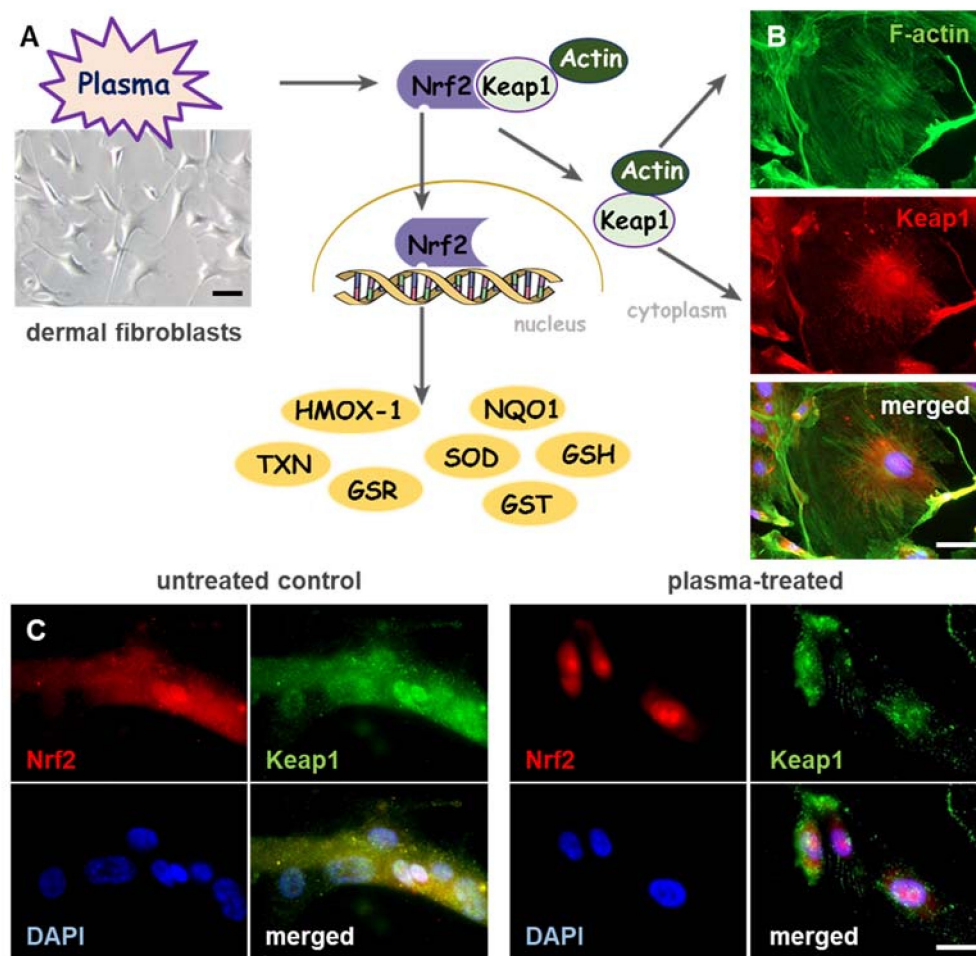 A
Plasma
dermal fibroblasts
Nrf2
Keap1
Actin
Actin
Keap1
Nrf2
nucleus
cytoplasm
HMOX-1
NQO1
TXN
SOD
GSH
GSR
GST
B
F-actin
Keap1
merged
untreated control
plasma-treated
C
Nrf2
Keap1
DAPI
merged
Nrf2
Keap1
DAPI
merged